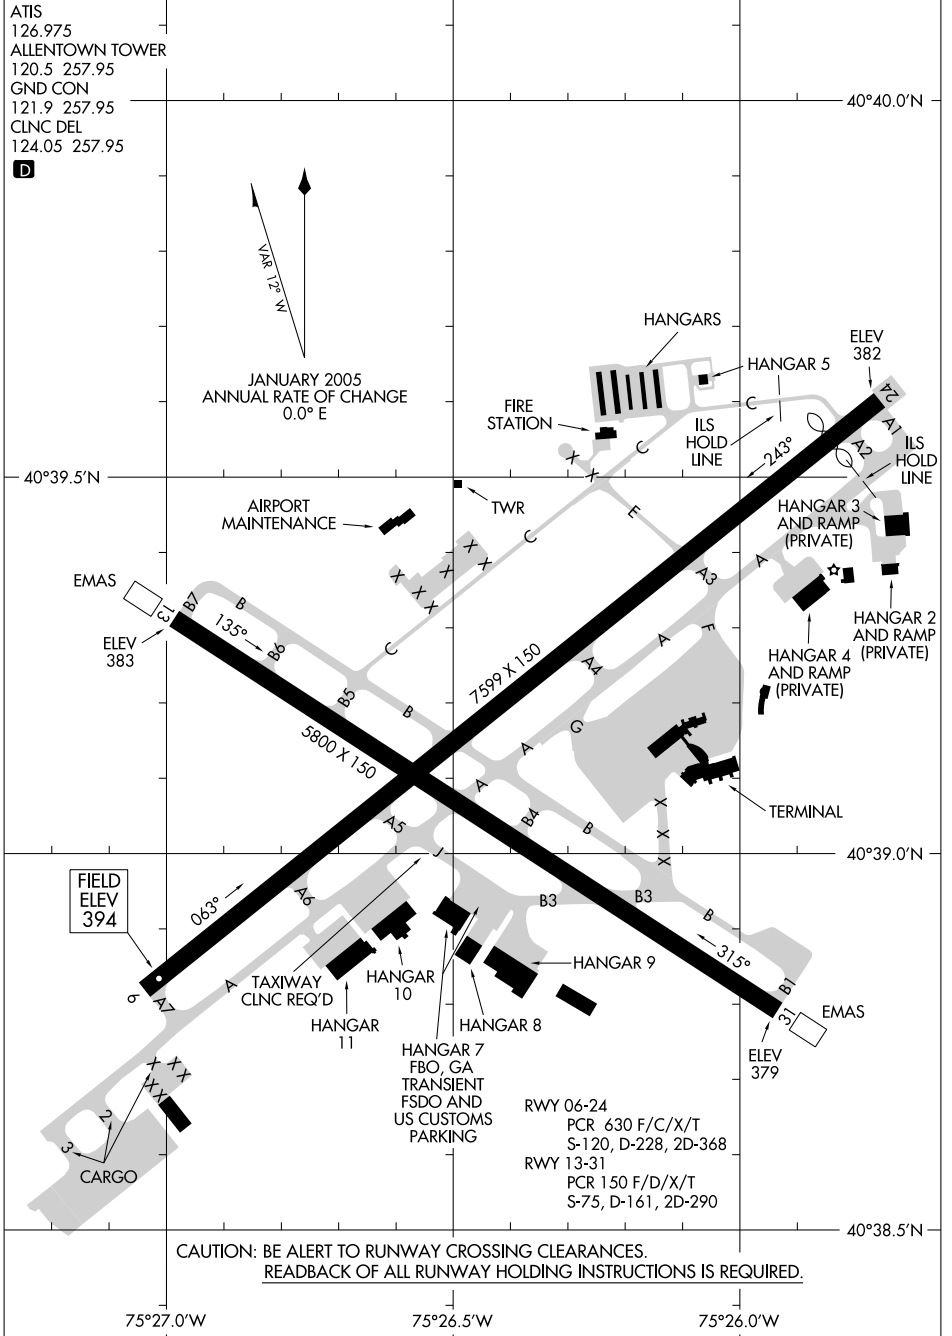 ATIS
126.975
ALLENTOWN TOWER
120.5 257.95
GND CON
121.9 257.95
CLNC DEL
124.05 257.95
D
40°40.0'N
VAR 12° W
JANUARY 2005
ANNUAL RATE OF CHANGE
0.0° E
HANGARS
HANGAR 5
ELEV
382
24
FIRE
STATION
C
ILS
HOLD
LINE
A1
A2
ILS
HOLD
LINE
243°
C
X
X
40°39.5'N
TWR
AIRPORT
MAINTENANCE
E
HANGAR 3
AND RAMP
(PRIVATE)
C
X
X
X
X
X
X
A
A3
EMAS
13
B7
B
ELEV
383
135°
B6
C
F
A
A4
HANGAR 2
AND RAMP
(PRIVATE)
HANGAR 4
AND RAMP
(PRIVATE)
7599 X 150
B5
B
G
A
5800 X 150
A
TERMINAL
X
X
X
A5
B4
B
J
40°39.0'N
FIELD
ELEV
394
063°
A6
B3
B3
B
315°
HANGAR 9
TAXIWAY
CLNC REQ'D
HANGAR
10
HANGAR
11
HANGAR 8
6
A7
A
B1
31
EMAS
ELEV
379
HANGAR 7
FBO, GA
TRANSIENT
FSDO AND
US CUSTOMS
PARKING
X
X
X
X
X
2
3
CARGO
RWY 06-24
PCR 630 F/C/X/T
S-120, D-228, 2D-368
RWY 13-31
PCR 150 F/D/X/T
S-75, D-161, 2D-290
40°38.5'N
CAUTION: BE ALERT TO RUNWAY CROSSING CLEARANCES.
READBACK OF ALL RUNWAY HOLDING INSTRUCTIONS IS REQUIRED.
75°27.0'W
75°26.5'W
75°26.0'W